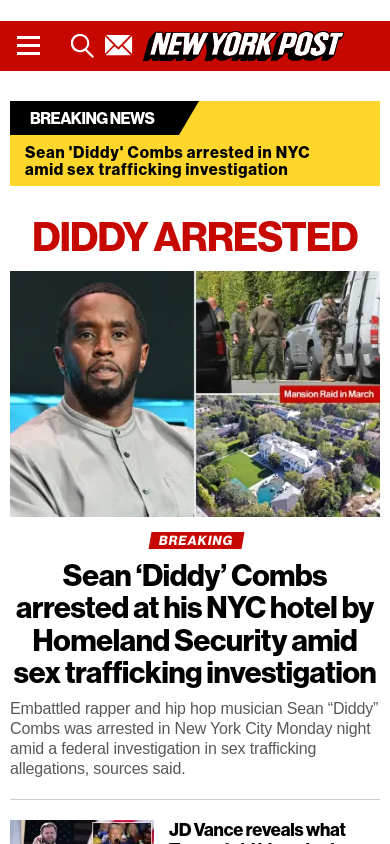 NEW YORK POST
BREAKING NEWS
Sean 'Diddy' Combs arrested in NYC
amid sex trafficking investigation
DIDDY ARRESTED
Mansion Raid in March
BREAKING
Sean ‘Diddy’ Combs
arrested at his NYC hotel by
Homeland Security amid
sex trafficking investigation
Embattled rapper and hip hop musician Sean “Diddy”
Combs was arrested in New York City Monday night
amid a federal investigation in sex trafficking
allegations, sources said.
JD Vance reveals what